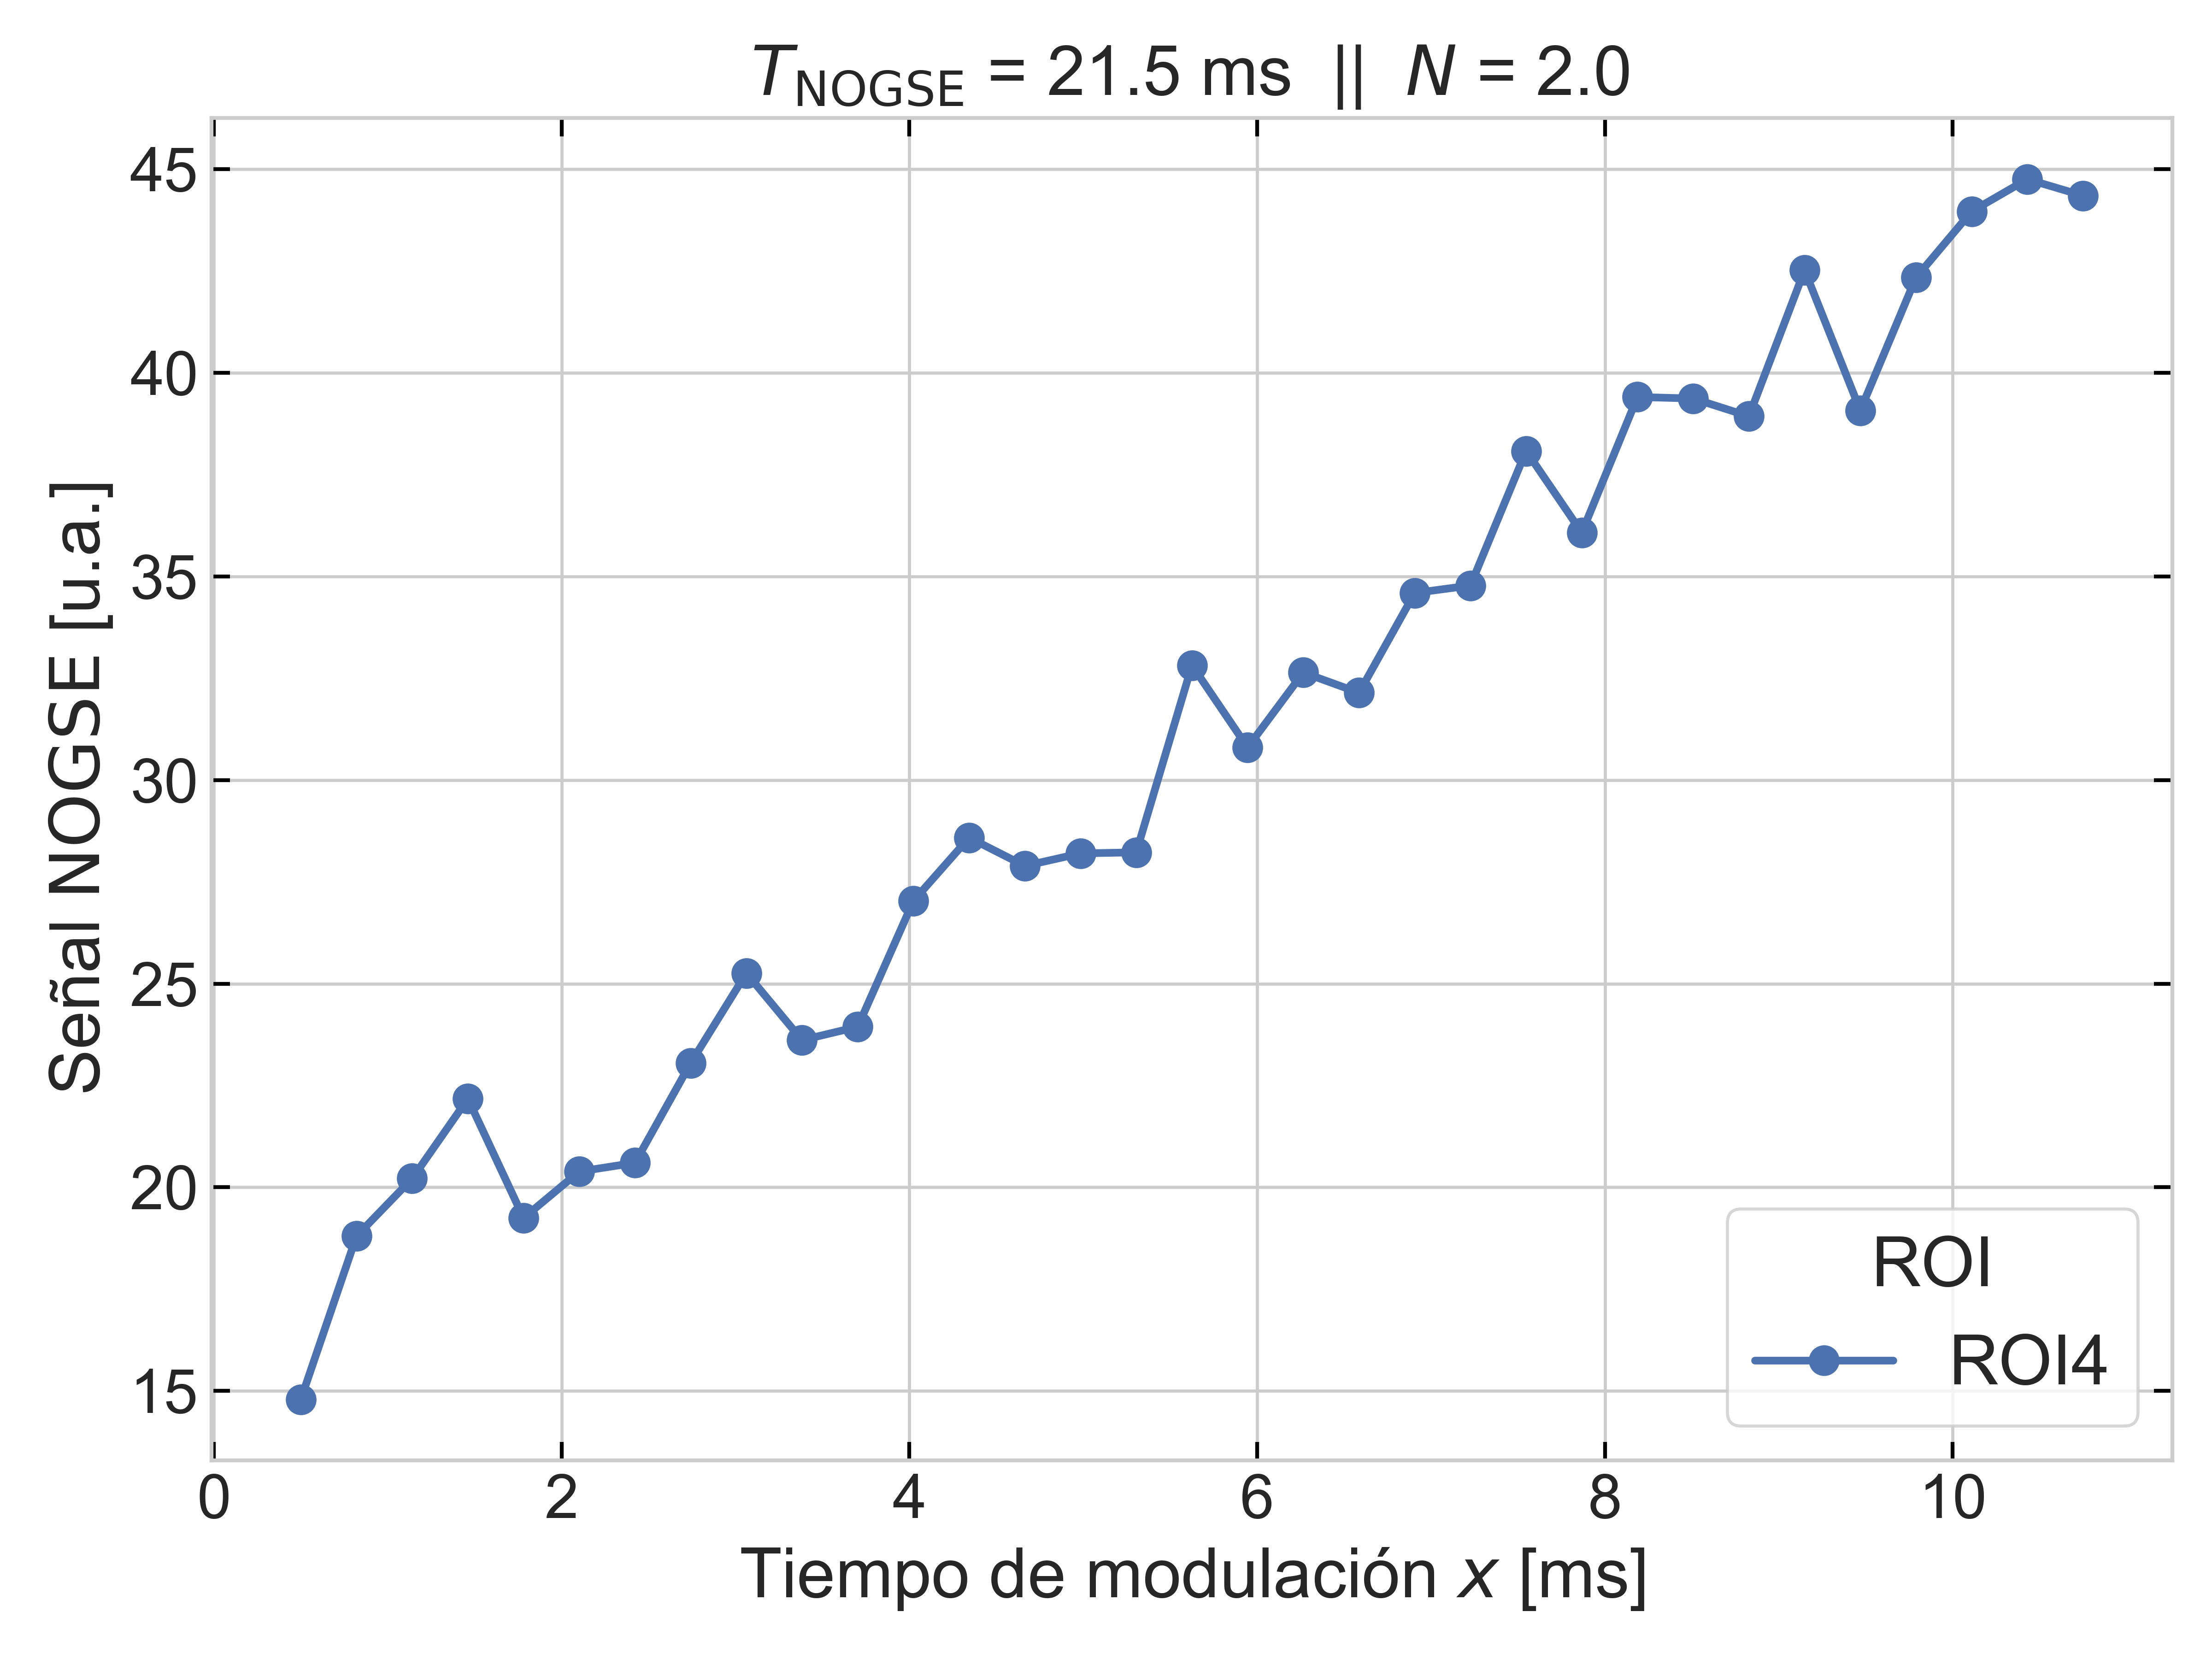 T_NOGSE = 21.5 ms || N = 2.0
Señal NOGSE [u.a.]
45
40
35
30
25
20
15
0 2 4 6 8 10
Tiempo de modulación x [ms]
ROI
ROI4